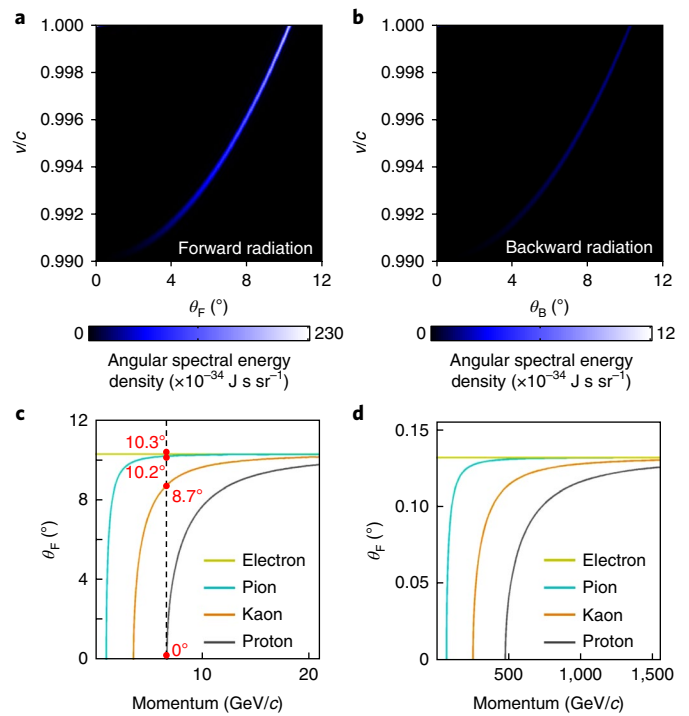 a
1.000
0.998
0.996
0.994
0.992
0.990
v/c
Forward radiation
0 4 8 12
θF (°)
0 230
Angular spectral energy
density (×10⁻³⁴ J s sr⁻¹)
b
1.000
0.998
0.996
0.994
0.992
0.990
v/c
Backward radiation
0 4 8 12
θB (°)
0 12
Angular spectral energy
density (×10⁻³⁴ J s sr⁻¹)
c
12
8
4
0
θF (°)
10.3°
10.2°
8.7°
0°
Electron
Pion
Kaon
Proton
10 20
Momentum (GeV/c)
d
0.15
0.10
0.05
0
θF (°)
Electron
Pion
Kaon
Proton
500 1,000 1,500
Momentum (GeV/c)